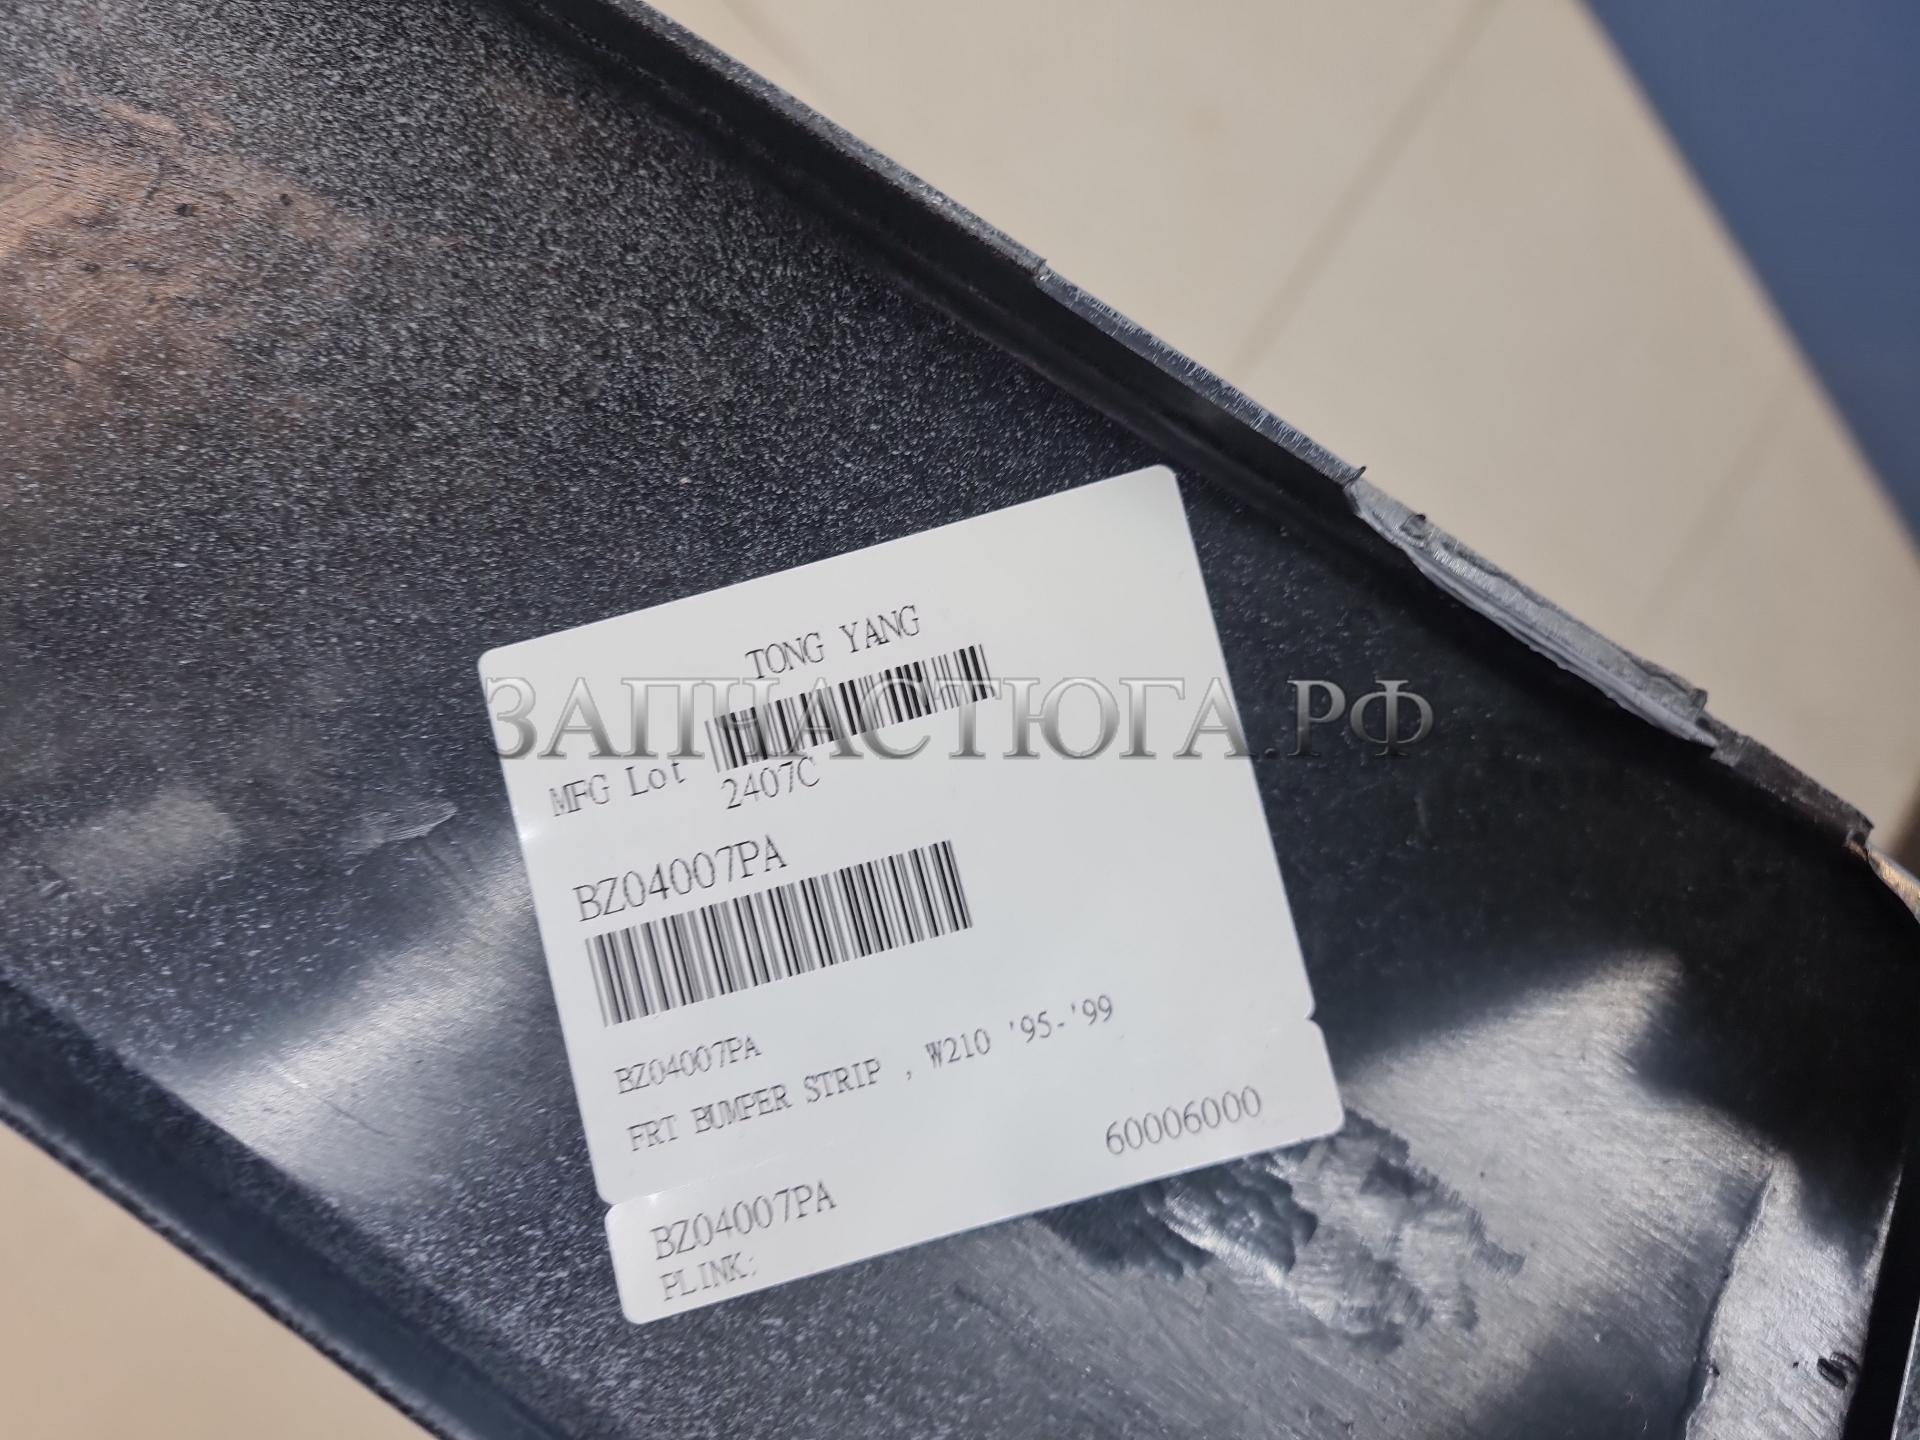 TONG YANG
ЗАПЧАСТЮГА.РФ
MFG Lot
2407C
BZ04007PA
BZ04007PA
FRT BUMPER STRIP , W210 '95-'99
60006000
BZ04007PA
PLINK: